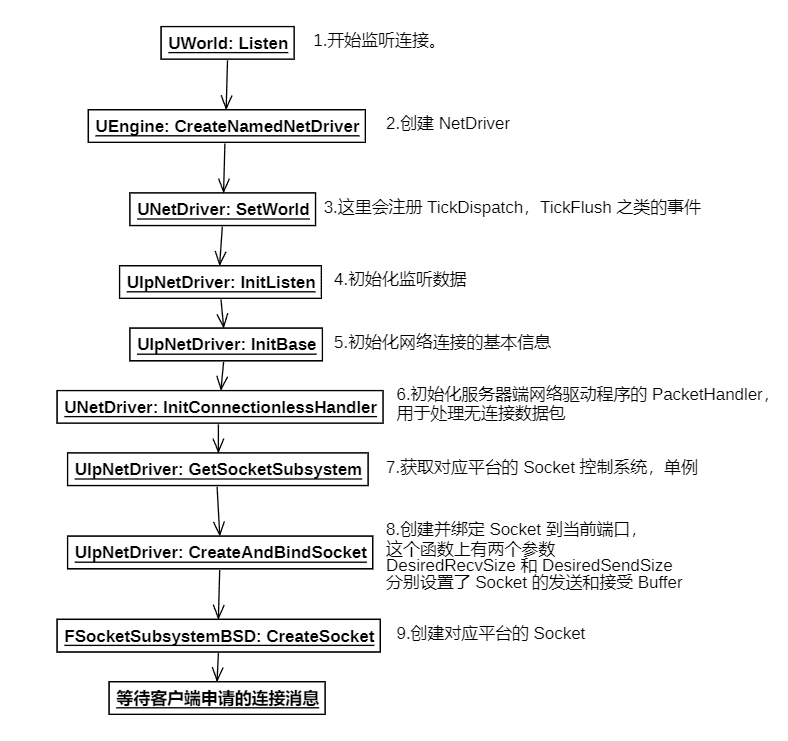 UWorld: Listen
1.开始监听连接。
UEngine: CreateNamedNetDriver
2.创建 NetDriver
UNetDriver: SetWorld
3.这里会注册 TickDispatch，TickFlush 之类的事件
UIpNetDriver: InitListen
4.初始化监听数据
UIpNetDriver: InitBase
5.初始化网络连接的基本信息
UNetDriver: InitConnectionlessHandler
6.初始化服务器端网络驱动程序的 PacketHandler，
用于处理无连接数据包
UIpNetDriver: GetSocketSubsystem
7.获取对应平台的 Socket 控制系统，单例
UIpNetDriver: CreateAndBindSocket
8.创建并绑定 Socket 到当前端口，
这个函数上有两个参数
DesiredRecvSize 和 DesiredSendSize
分别设置了 Socket 的发送和接受 Buffer
FSocketSubsystemBSD: CreateSocket
9.创建对应平台的 Socket
等待客户端申请的连接消息